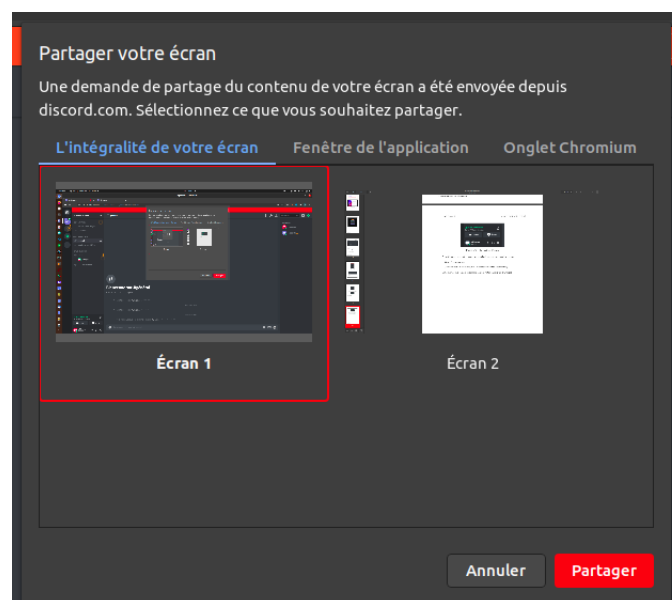 Partager votre écran
Une demande de partage du contenu de votre écran a été envoyée depuis
discord.com. Sélectionnez ce que vous souhaitez partager.
L'intégralité de votre écran Fenêtre de l'application Onglet Chromium
Écran 1 Écran 2
Annuler Partager